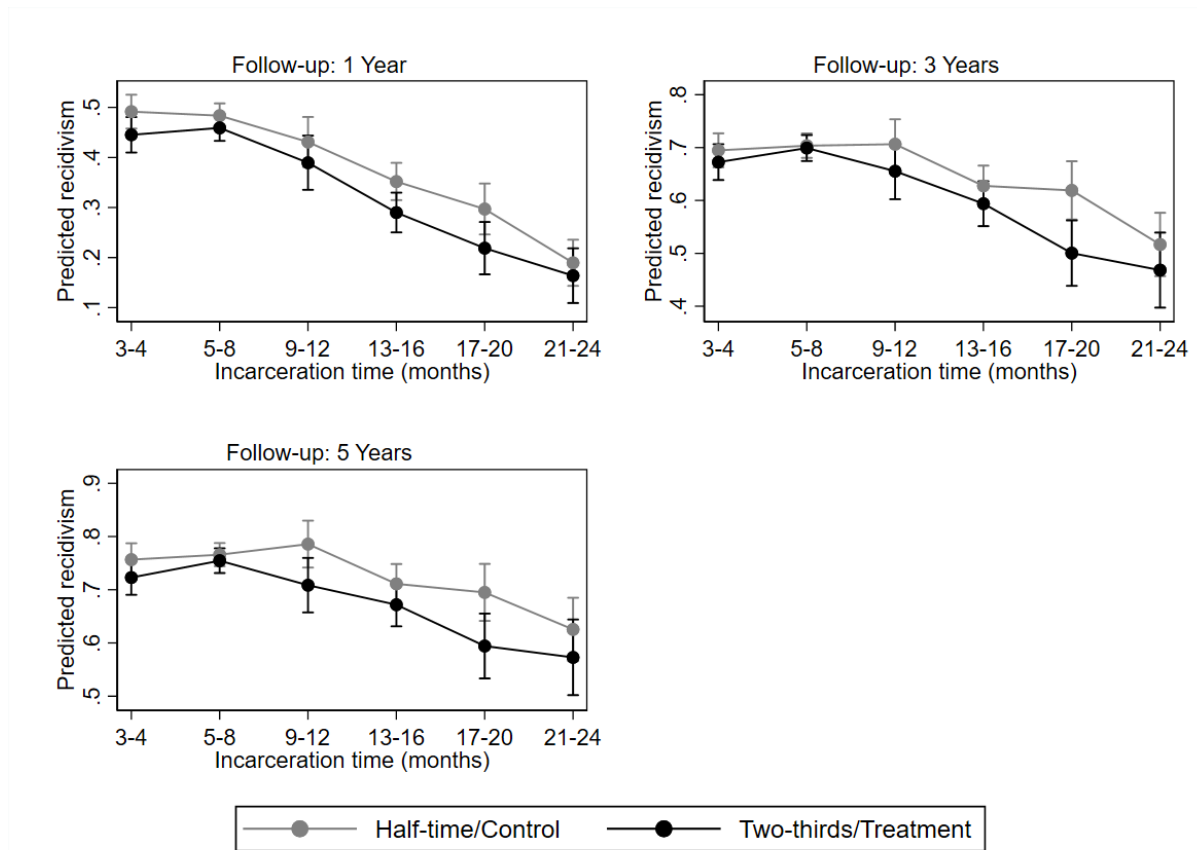 Follow-up: 1 Year
Predicted recidivism
.5
.4
.3
.2
.1
3-4 5-8 9-12 13-16 17-20 21-24
Incarceration time (months)
Follow-up: 3 Years
Predicted recidivism
.8
.7
.6
.5
.4
3-4 5-8 9-12 13-16 17-20 21-24
Incarceration time (months)
Follow-up: 5 Years
Predicted recidivism
.9
.8
.7
.6
.5
3-4 5-8 9-12 13-16 17-20 21-24
Incarceration time (months)
Half-time/Control Two-thirds/Treatment